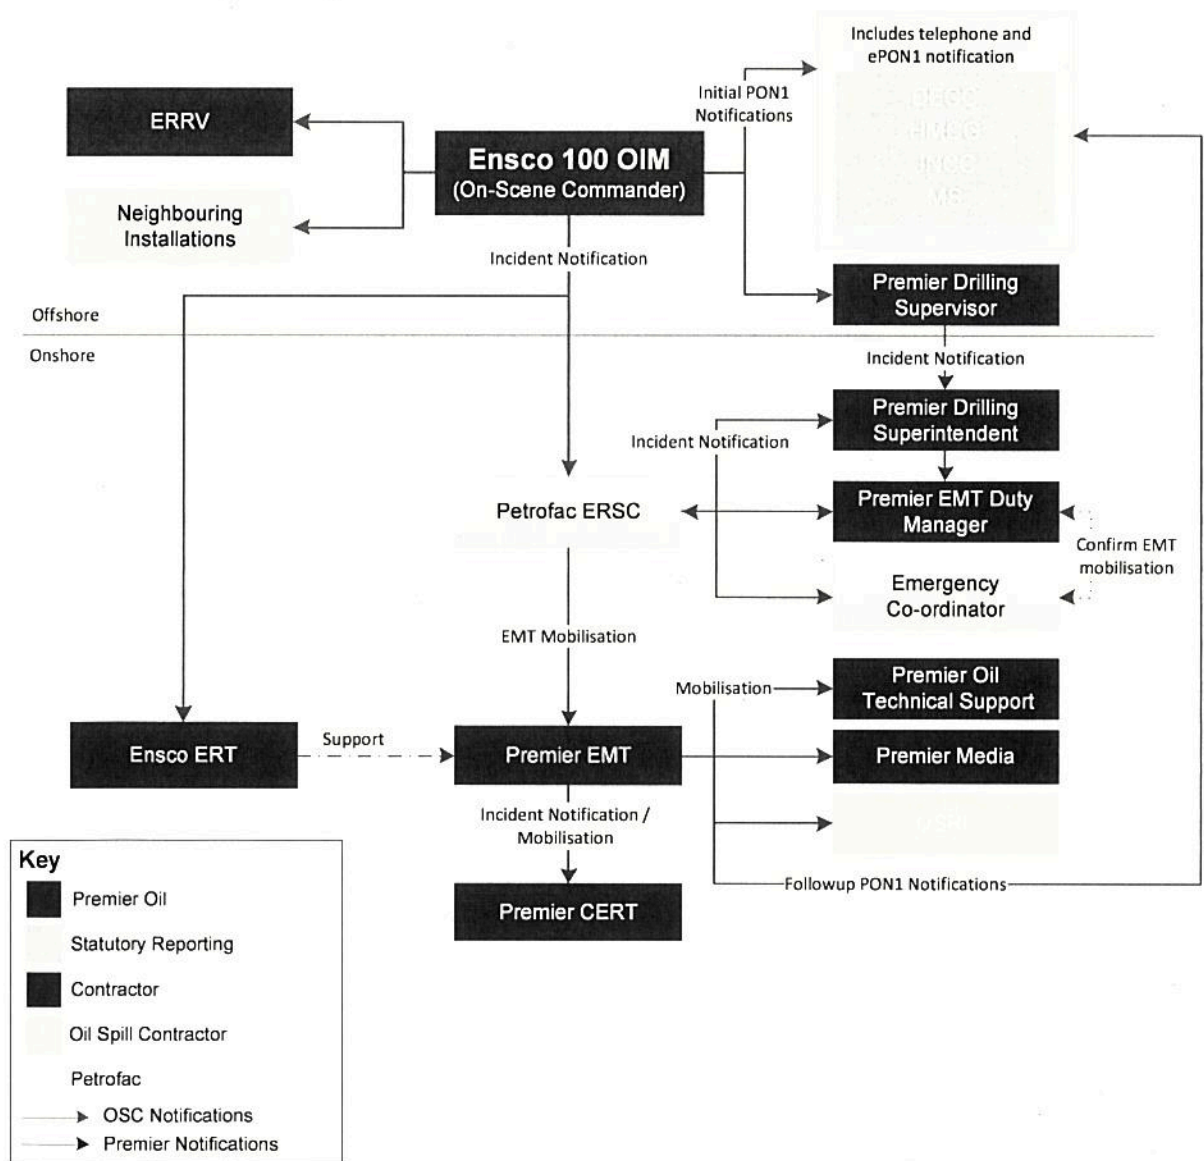 Includes telephone and
ePON1 notification
Initial PON1
Notifications
ERRV
Ensco 100 OIM
(On-Scene Commander)
Neighbouring
Installations
Incident Notification
Premier Drilling
Supervisor
Offshore
Onshore
Incident Notification
Premier Drilling
Superintendent
Incident Notification
Petrofac ERSC
Premier EMT Duty
Manager
Confirm EMT
mobilisation
Emergency
Co-ordinator
EMT Mobilisation
Mobilisation
Premier Oil
Technical Support
Ensco ERT
Support
Premier EMT
Premier Media
Incident Notification /
Mobilisation
Followup PON1 Notifications
Premier CERT
Key
Premier Oil
Statutory Reporting
Contractor
Oil Spill Contractor
Petrofac
OSC Notifications
Premier Notifications